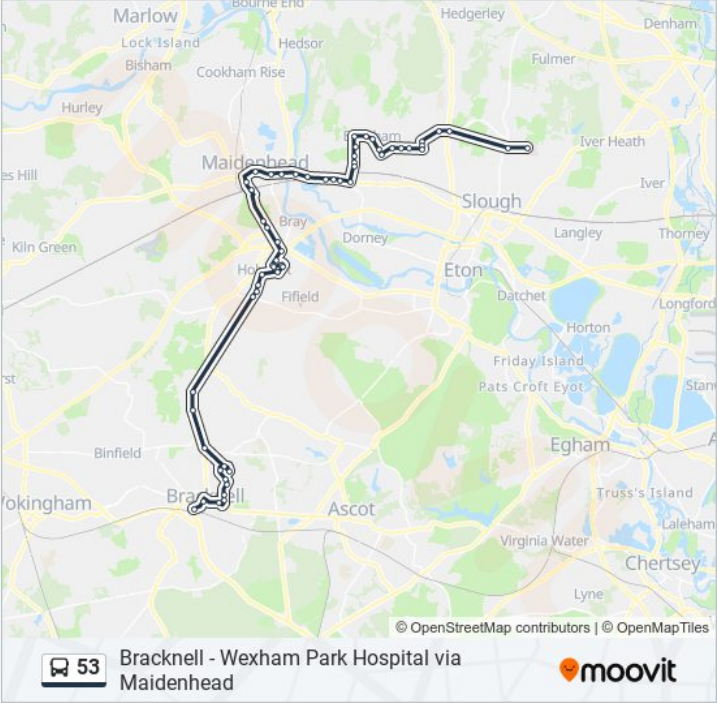 Bourne End
Marlow
Hedgerley
Denham
Lock Island
Hedsor
Bisham
Cookham Rise
Fulmer
Hurley
Iver Heath
Maidenhead
Iver
Slough
Bray
Dorney
Langley
Thorney
Kiln Green
Eton
Fifield
Datchet
Longford
Horton
Friday Island
Pats Croft Eyot
Binfield
Egham
Bracknell
Ascot
Truss's Island
Laleham
Virginia Water
Chertsey
Lyne
© OpenStreetMap contributors | © OpenMapTiles
53
Bracknell - Wexham Park Hospital via
Maidenhead
moovit